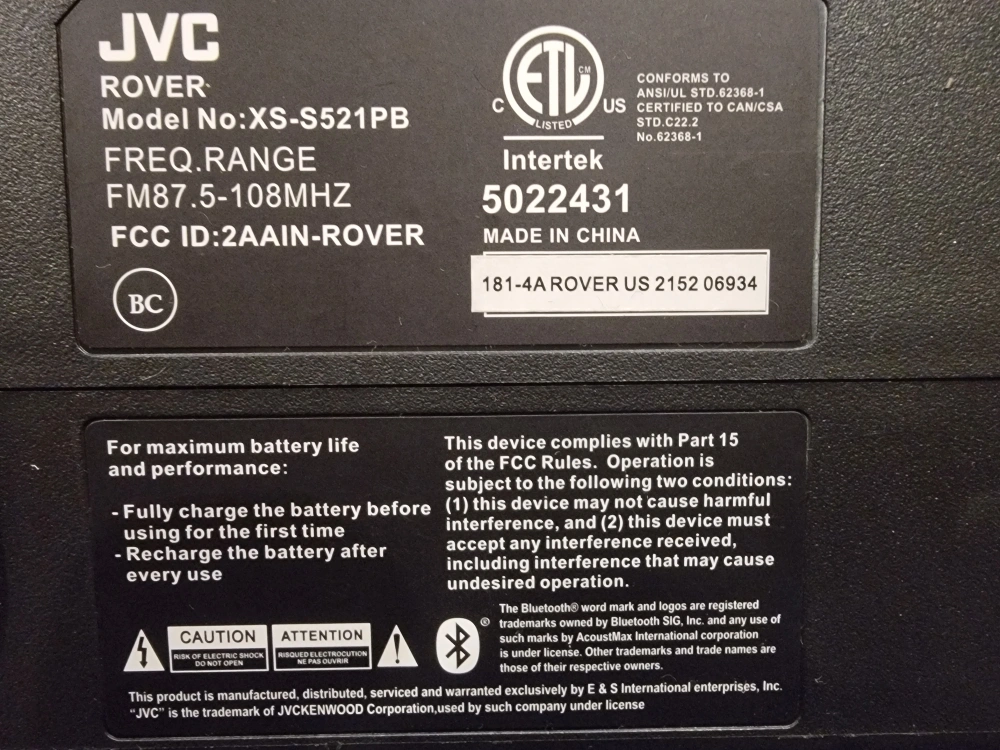 JVC
ROVER
Model No:XS-S521PB
FREQ.RANGE
FM87.5-108MHZ
FCC ID:2AAIN-ROVER
BC
ETL CM
C US
LISTED
CONFORMS TO
ANSI/UL STD.62368-1
CERTIFIED TO CAN/CSA
STD.C22.2
No.62368-1
Intertek
5022431
MADE IN CHINA
181-4A ROVER US 2152 06934
For maximum battery life
and performance:
- Fully charge the battery before
using for the first time
- Recharge the battery after
every use
This device complies with Part 15
of the FCC Rules. Operation is
subject to the following two conditions:
(1) this device may not cause harmful
interference, and (2) this device must
accept any interference received,
including interference that may cause
undesired operation.
CAUTION
RISK OF ELECTRIC SHOCK
DO NOT OPEN
ATTENTION
RISQUED ELECTROCUTION
NE PAS OUVRIR
®
The Bluetooth® word mark and logos are registered
trademarks owned by Bluetooth SIG, Inc. and any use of
such marks by AcoustMax International corporation
is under license. Other trademarks and trade names are
those of their respective owners.
This product is manufactured, distributed, serviced and warranted exclusively by E & S International enterprises, Inc.
“JVC” is the trademark of JVCKENWOOD Corporation,used by such company under license